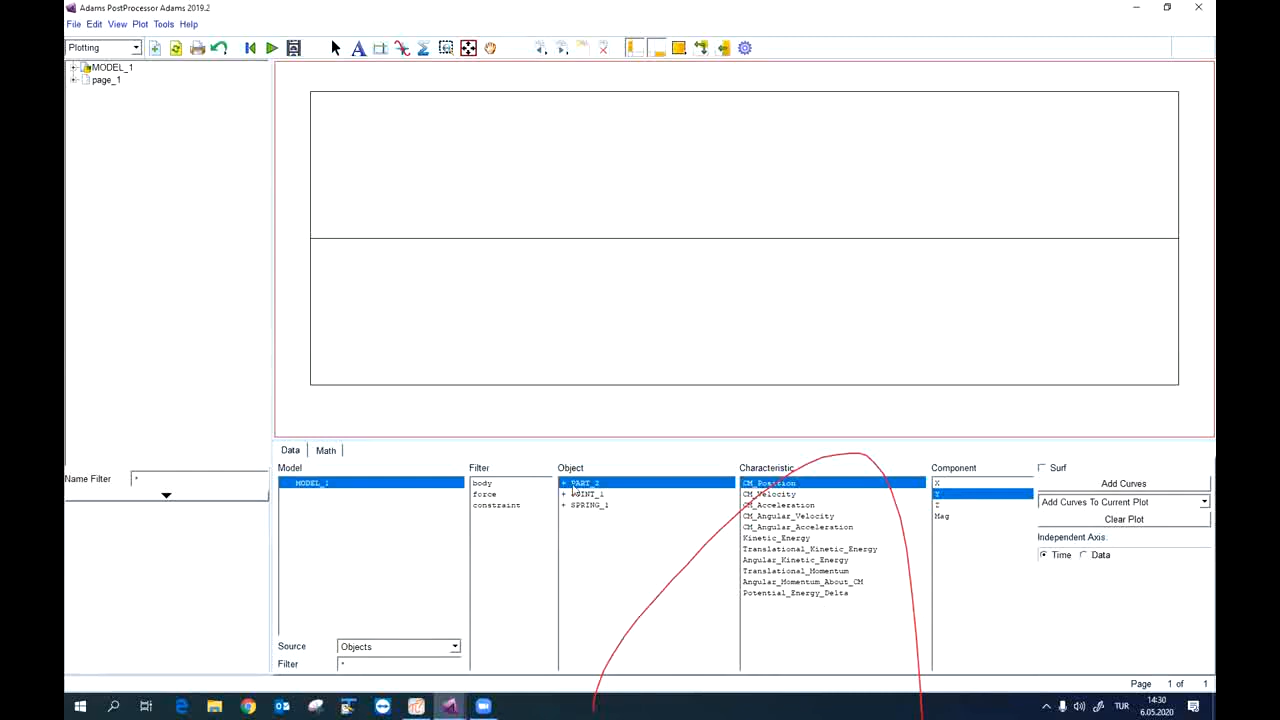 Adams PostProcessor Adams 2019.2
File Edit View Plot Tools Help
Plotting
MODEL_1
page_1
Name Filter *
Data Math
Model Filter Object Characteristic Component Surf
MODEL_1 body + PART_2 CM_Position X Add Curves
force + JOINT_1 CM_Velocity Y Add Curves To Current Plot
constraint + SPRING_1 CM_Acceleration Z
CM_Angular_Velocity Mag Clear Plot
CM_Angular_Acceleration
Kinetic_Energy Independent Axis.
Translational_Kinetic_Energy Time Data
Angular_Kinetic_Energy
Translational_Momentum
Angular_Momentum_About_CM
Potential_Energy_Delta
Source Objects
Filter *
Page 1 of 1
TUR 14:30
6.05.2020